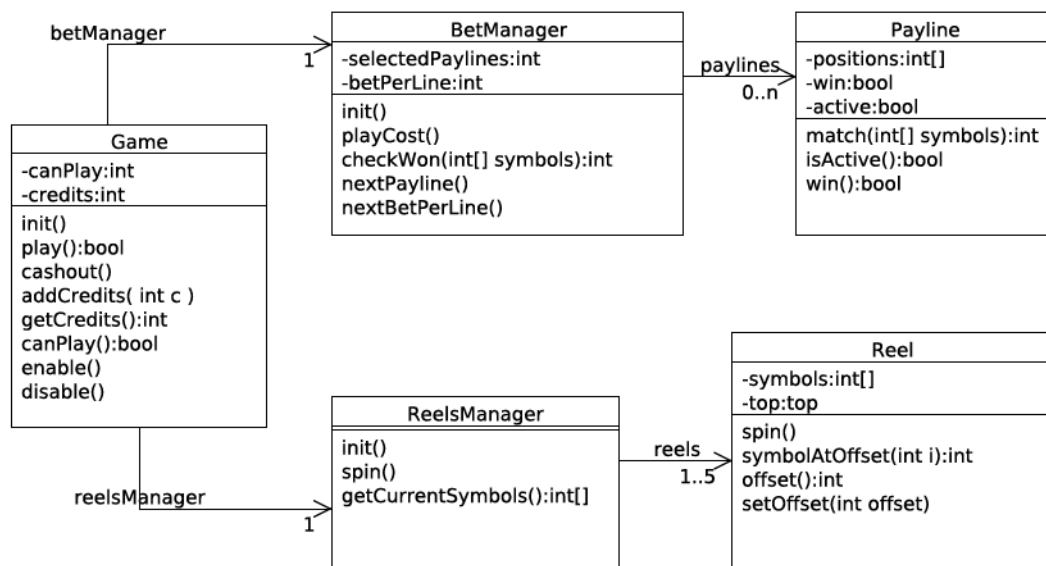 betManager
1
BetManager
-selectedPaylines:int
-betPerLine:int
init()
playCost()
checkWon(int[] symbols):int
nextPayline()
nextBetPerLine()
paylines
0..n
Payline
-positions:int[]
-win:bool
-active:bool
match(int[] symbols):int
isActive():bool
win():bool
Game
-canPlay:int
-credits:int
init()
play():bool
cashout()
addCredits( int c )
getCredits():int
canPlay():bool
enable()
disable()
reelsManager
1
ReelsManager
init()
spin()
getCurrentSymbols():int[]
reels
1..5
Reel
-symbols:int[]
-top:top
spin()
symbolAtOffset(int i):int
offset():int
setOffset(int offset)